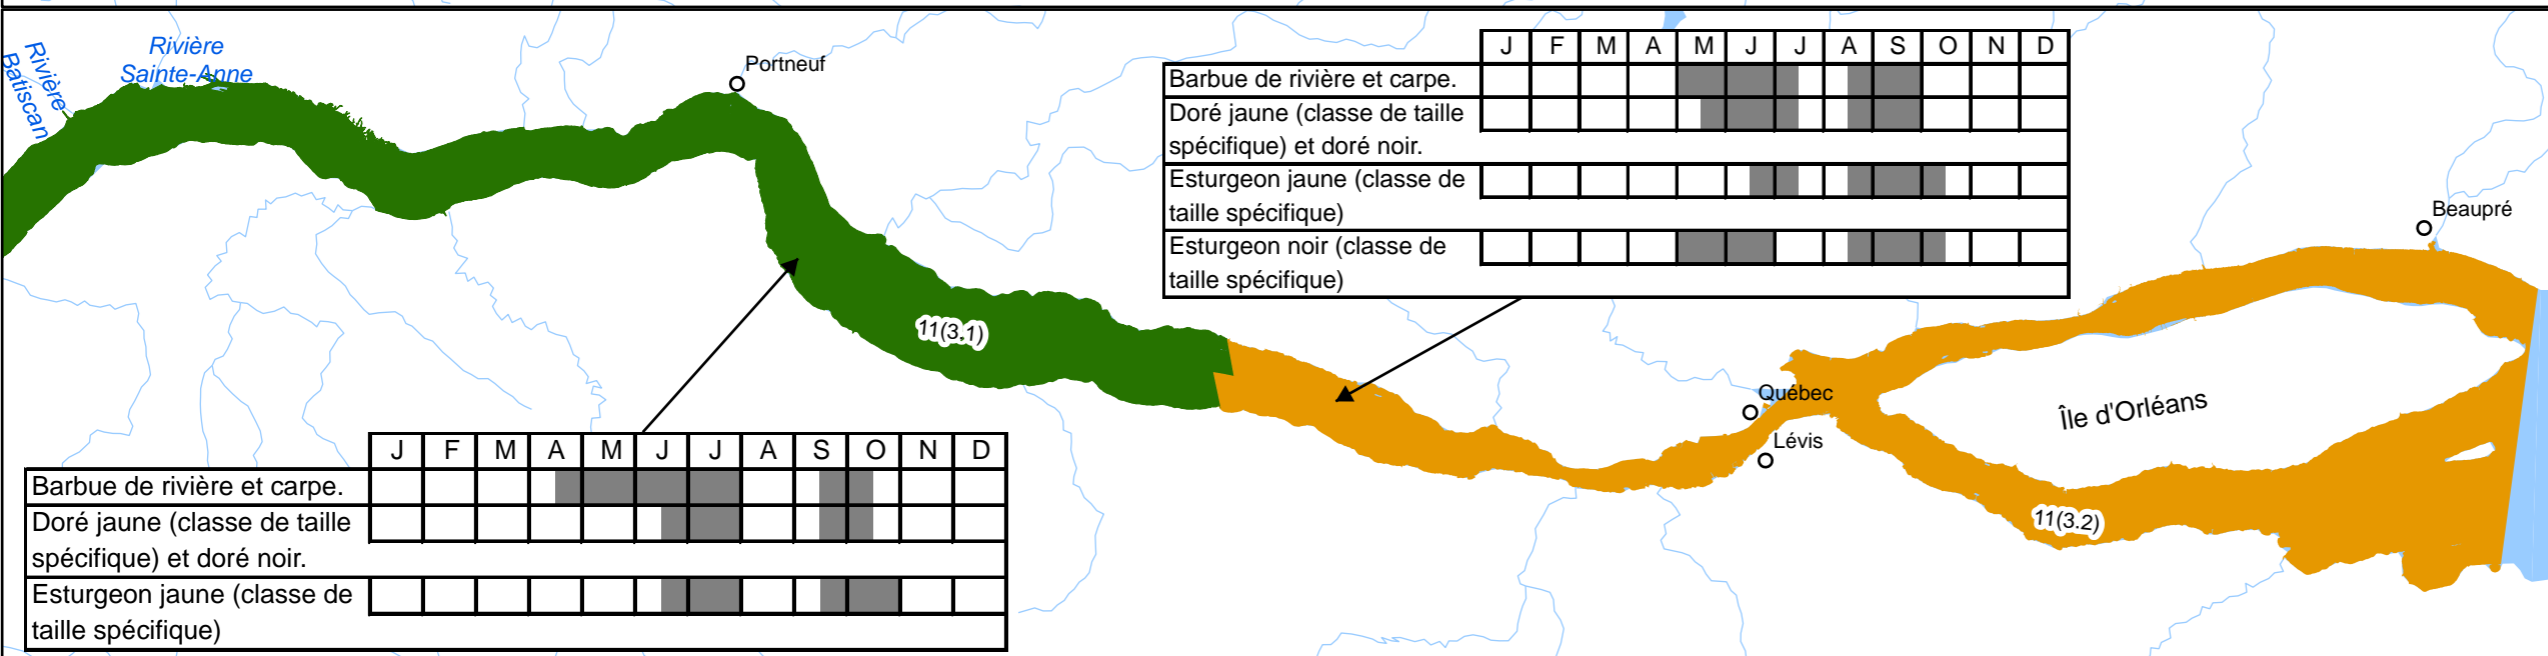 Rivière
Sainte-Anne
Rivière
Batiscan
Portneuf
J F M A M J J A S O N D
Barbue de rivière et carpe.
Doré jaune (classe de taille
spécifique) et doré noir.
Esturgeon jaune (classe de
taille spécifique)
Esturgeon noir (classe de
taille spécifique)
Beaupré
11(3.1)
Québec
Île d'Orléans
Lévis
11(3.2)
J F M A M J J A S O N D
Barbue de rivière et carpe.
Doré jaune (classe de taille
spécifique) et doré noir.
Esturgeon jaune (classe de
taille spécifique)